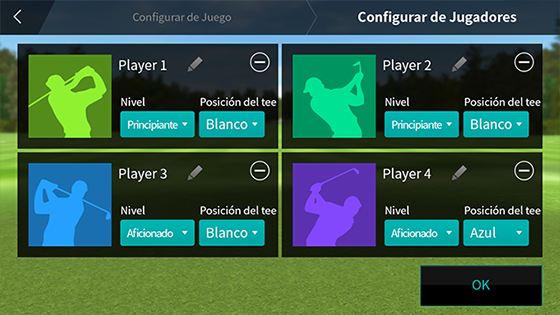 Configurar de Juego
Configurar de Jugadores
Player 1
Nivel Posición del tee
Principiante Blanco
Player 2
Nivel Posición del tee
Principiante Blanco
Player 3
Nivel Posición del tee
Aficionado Blanco
Player 4
Nivel Posición del tee
Aficionado Azul
OK